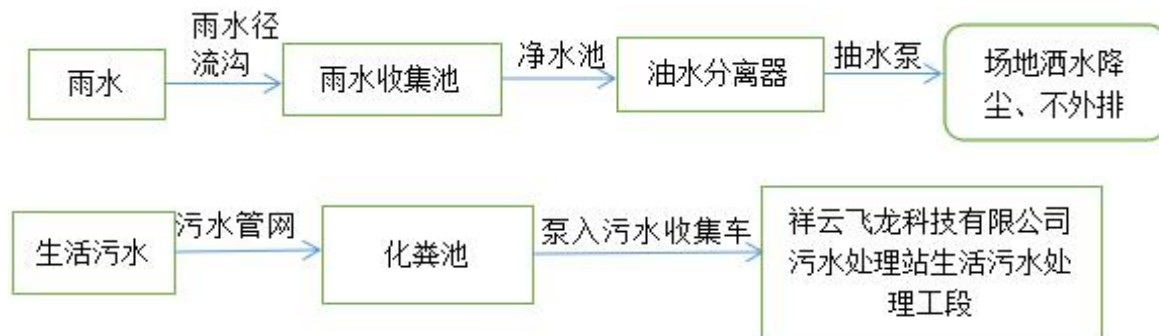 雨水
雨水径
流沟
雨水收集池
净水池
油水分离器
抽水泵
场地洒水降
尘、不外排
生活污水
污水管网
化粪池
泵入污水收集车
祥云飞龙科技有限公司
污水处理站生活污水处
理工段